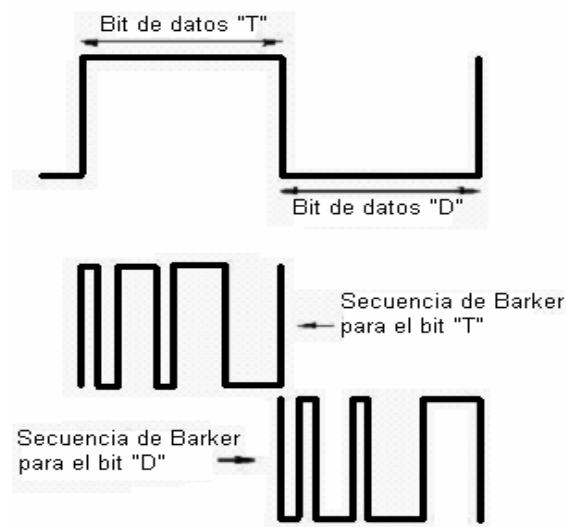 Bit de datos "T"
Bit de datos "D"
Secuencia de Barker
para el bit "T"
Secuencia de Barker
para el bit "D"